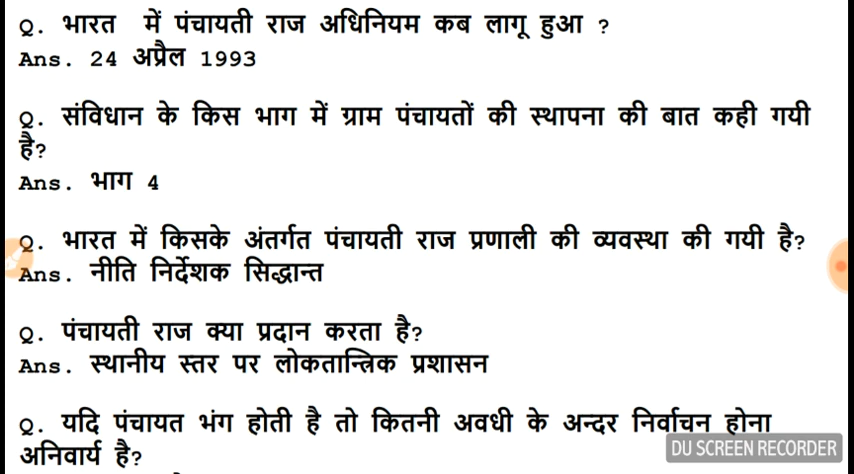 Q. भारत में पंचायती राज अधिनियम कब लागू हुआ ?
Ans. 24 अप्रैल 1993
Q. संविधान के किस भाग में ग्राम पंचायतों की स्थापना की बात कही गयी
है?
Ans. भाग 4
Q. भारत में किसके अंतर्गत पंचायती राज प्रणाली की व्यवस्था की गयी है?
Ans. नीति निर्देशक सिद्धान्त
Q. पंचायती राज क्या प्रदान करता है?
Ans. स्थानीय स्तर पर लोकतान्त्रिक प्रशासन
Q. यदि पंचायत भंग होती है तो कितनी अवधी के अन्दर निर्वाचन होना
अनिवार्य है?
DU SCREEN RECORDER